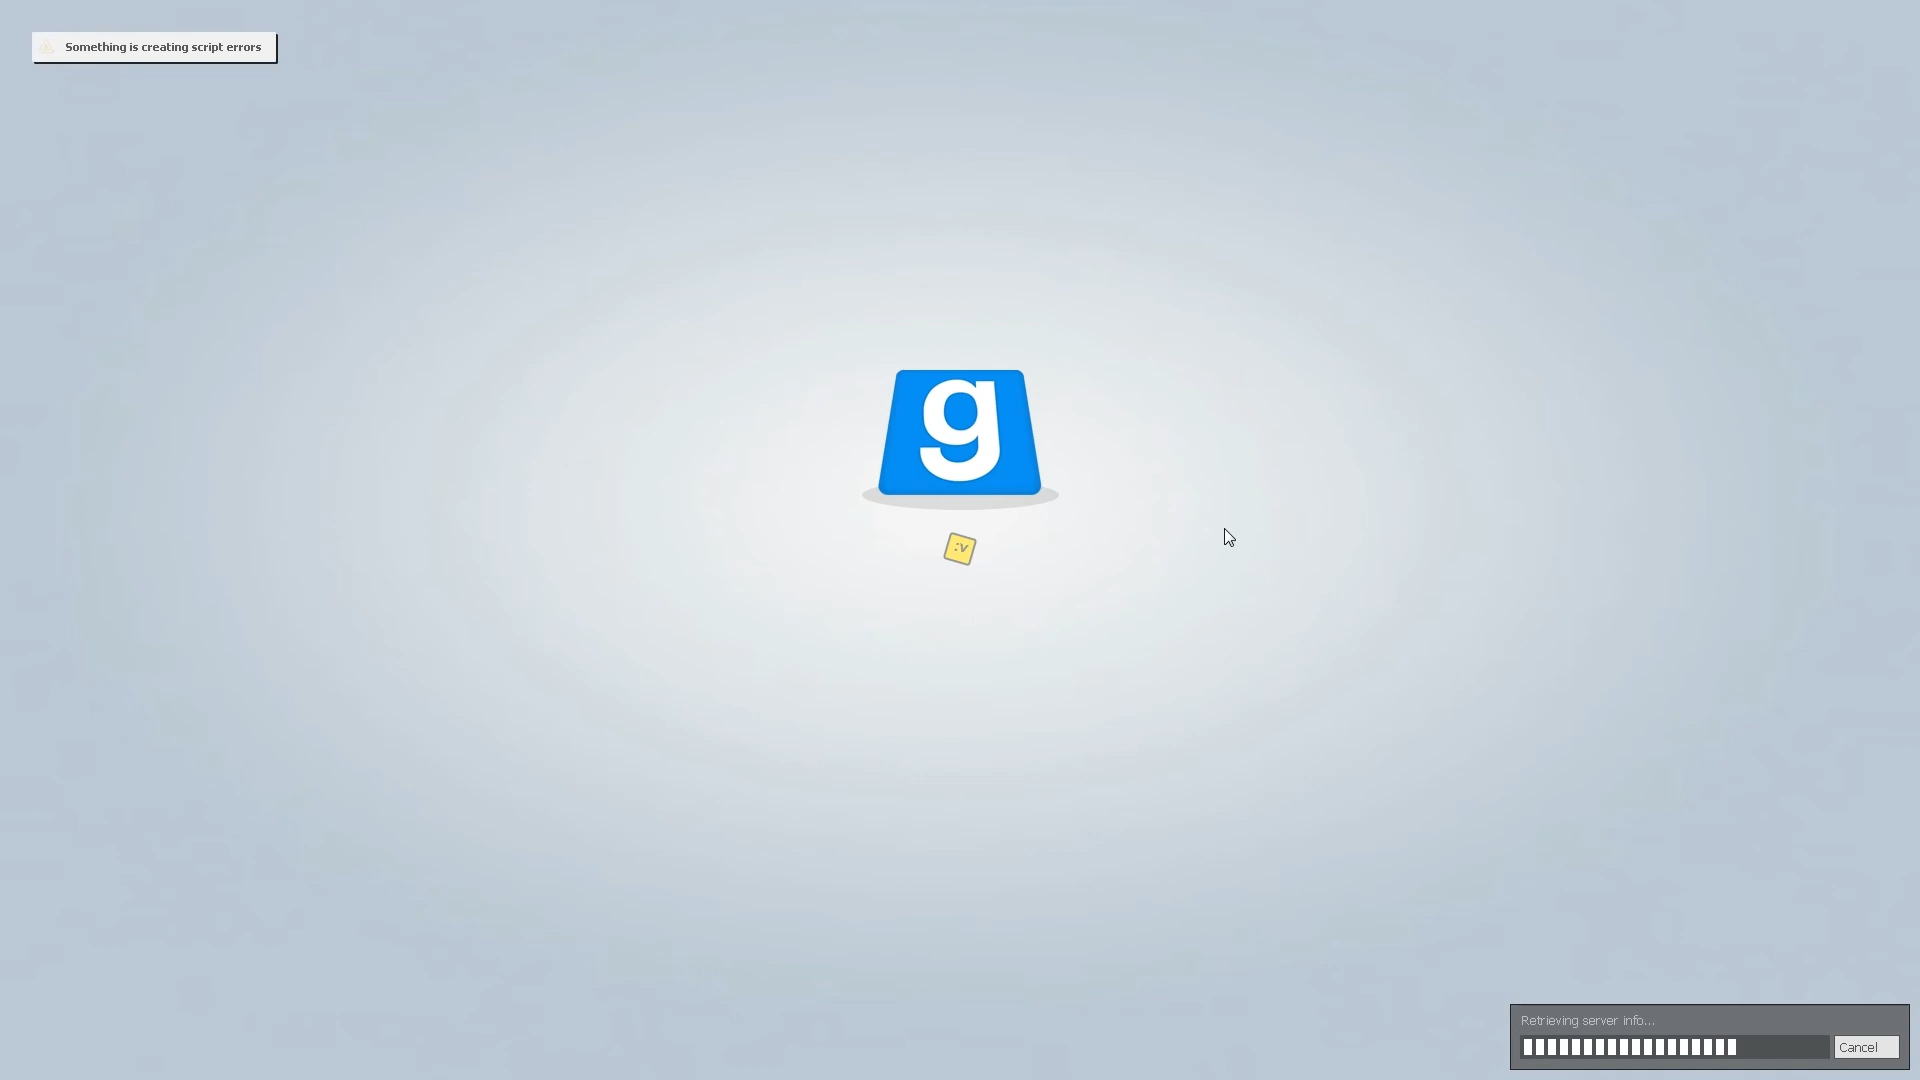 Something is creating script errors
g
:v
Retrieving server info...
Cancel